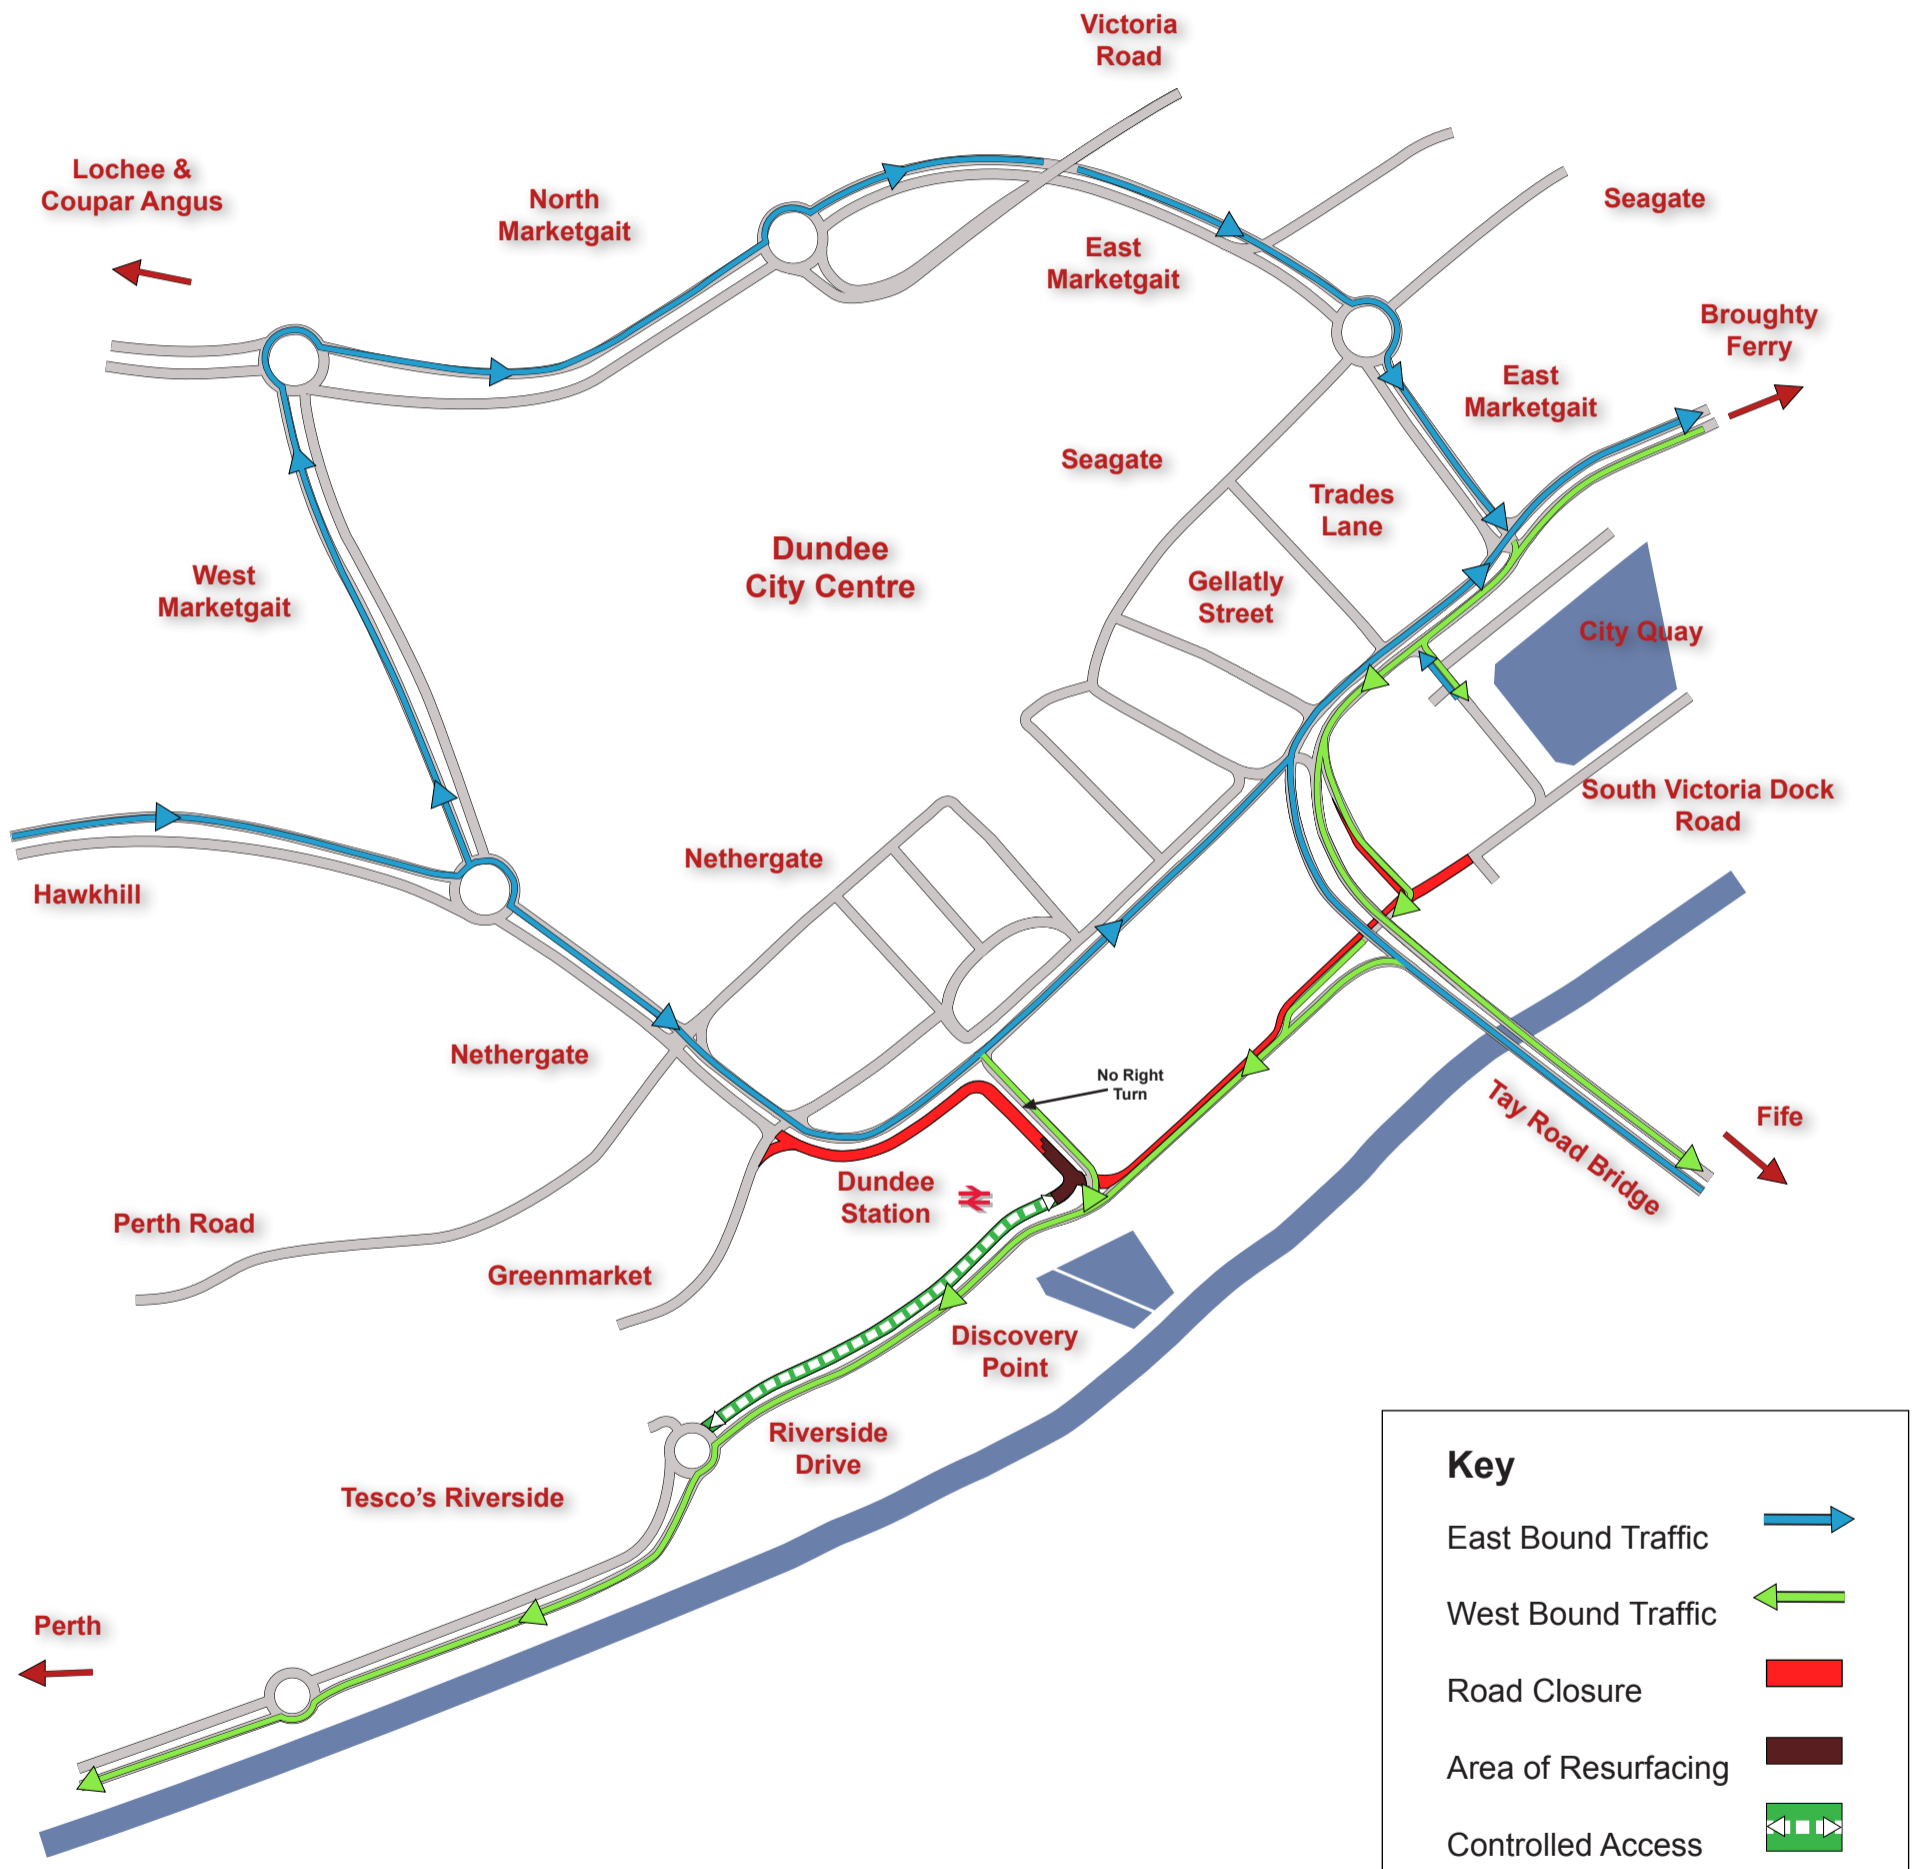 Victoria
Road
Lochee &
Coupar Angus
North
Marketgait
Seagate
East
Marketgait
Broughty
Ferry
East
Marketgait
Seagate
Trades
Lane
Dundee
City Centre
West
Marketgait
Gellatly
Street
City Quay
South Victoria Dock
Road
Nethergate
Hawkhill
Nethergate
No Right
Turn
Tay Road Bridge
Fife
Dundee
Station
Perth Road
Greenmarket
Discovery
Point
Riverside
Drive
Tesco’s Riverside
Perth
Key
East Bound Traffic
West Bound Traffic
Road Closure
Area of Resurfacing
Controlled Access